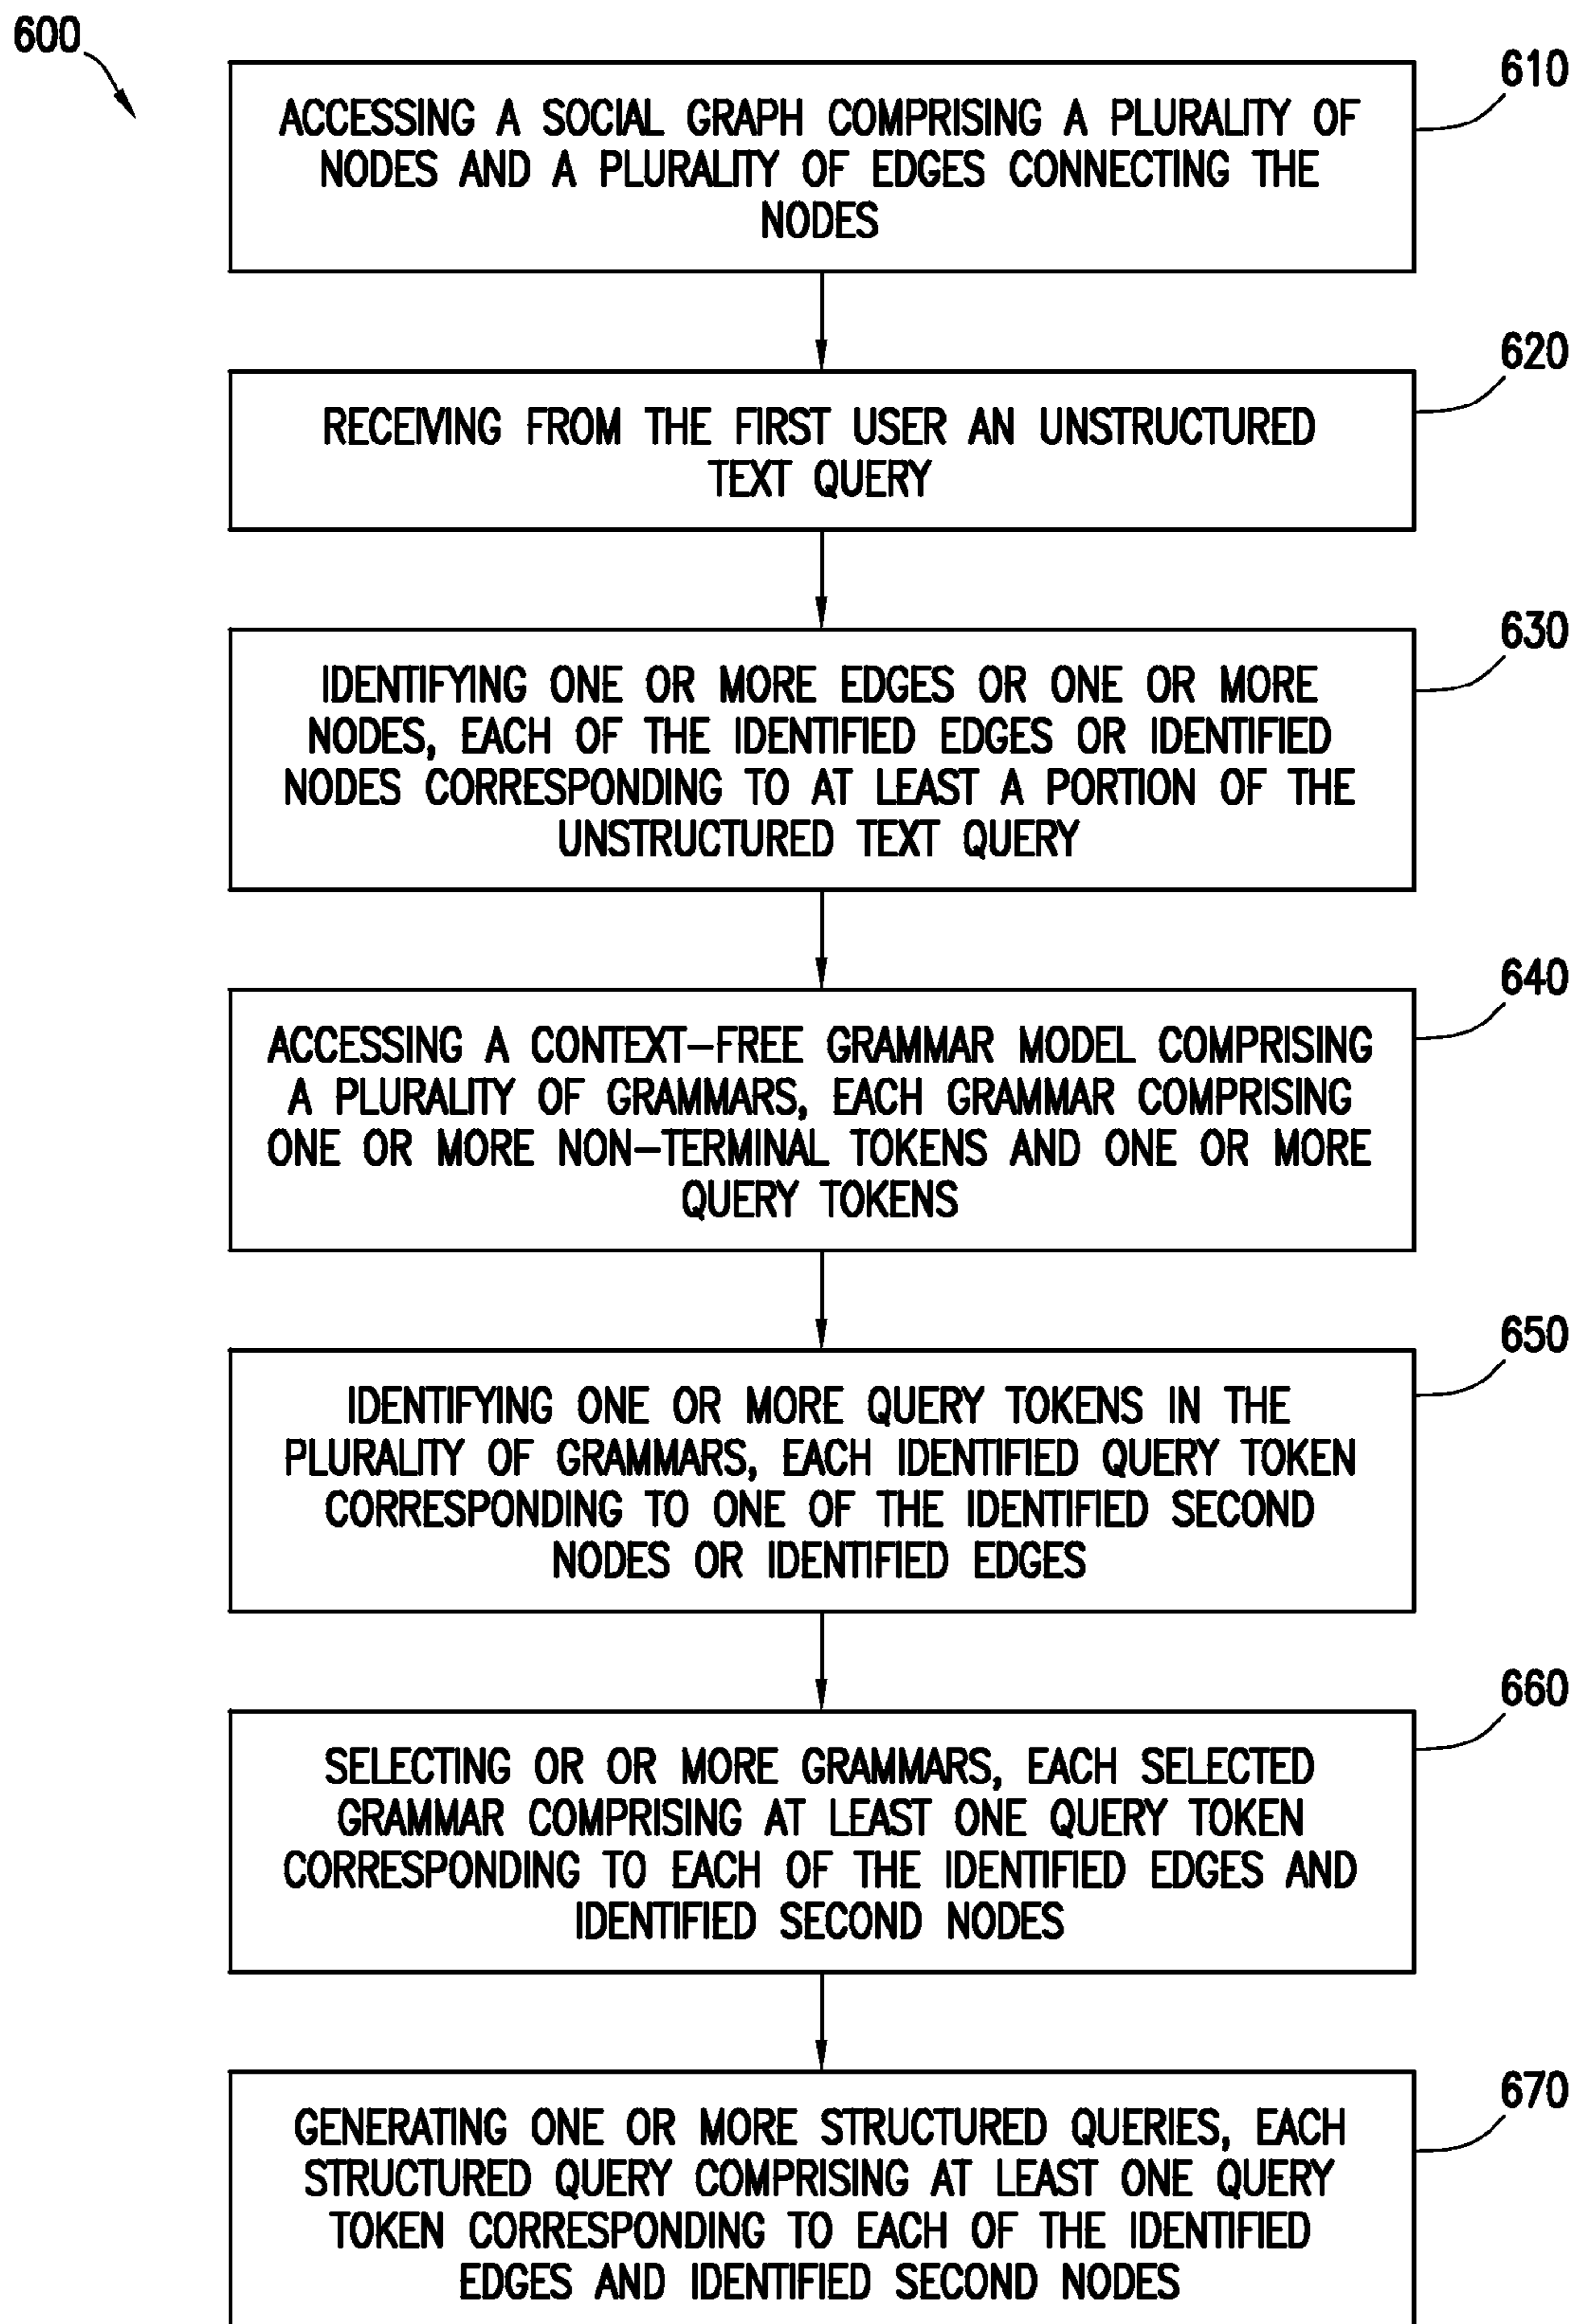 600
610
ACCESSING A SOCIAL GRAPH COMPRISING A PLURALITY OF
NODES AND A PLURALITY OF EDGES CONNECTING THE
NODES
620
RECEIVING FROM THE FIRST USER AN UNSTRUCTURED
TEXT QUERY
630
IDENTIFYING ONE OR MORE EDGES OR ONE OR MORE
NODES, EACH OF THE IDENTIFIED EDGES OR IDENTIFIED
NODES CORRESPONDING TO AT LEAST A PORTION OF THE
UNSTRUCTURED TEXT QUERY
640
ACCESSING A CONTEXT-FREE GRAMMAR MODEL COMPRISING
A PLURALITY OF GRAMMARS, EACH GRAMMAR COMPRISING
ONE OR MORE NON-TERMINAL TOKENS AND ONE OR MORE
QUERY TOKENS
650
IDENTIFYING ONE OR MORE QUERY TOKENS IN THE
PLURALITY OF GRAMMARS, EACH IDENTIFIED QUERY TOKEN
CORRESPONDING TO ONE OF THE IDENTIFIED SECOND
NODES OR IDENTIFIED EDGES
660
SELECTING OR OR MORE GRAMMARS, EACH SELECTED
GRAMMAR COMPRISING AT LEAST ONE QUERY TOKEN
CORRESPONDING TO EACH OF THE IDENTIFIED EDGES AND
IDENTIFIED SECOND NODES
670
GENERATING ONE OR MORE STRUCTURED QUERIES, EACH
STRUCTURED QUERY COMPRISING AT LEAST ONE QUERY
TOKEN CORRESPONDING TO EACH OF THE IDENTIFIED
EDGES AND IDENTIFIED SECOND NODES